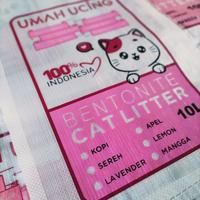 UMAH UCING
100%
INDONESIA
BENTONITE
CAT LITTER
10L
KOPI
APEL
SEREH
LEMON
LAVENDER
MANGGA